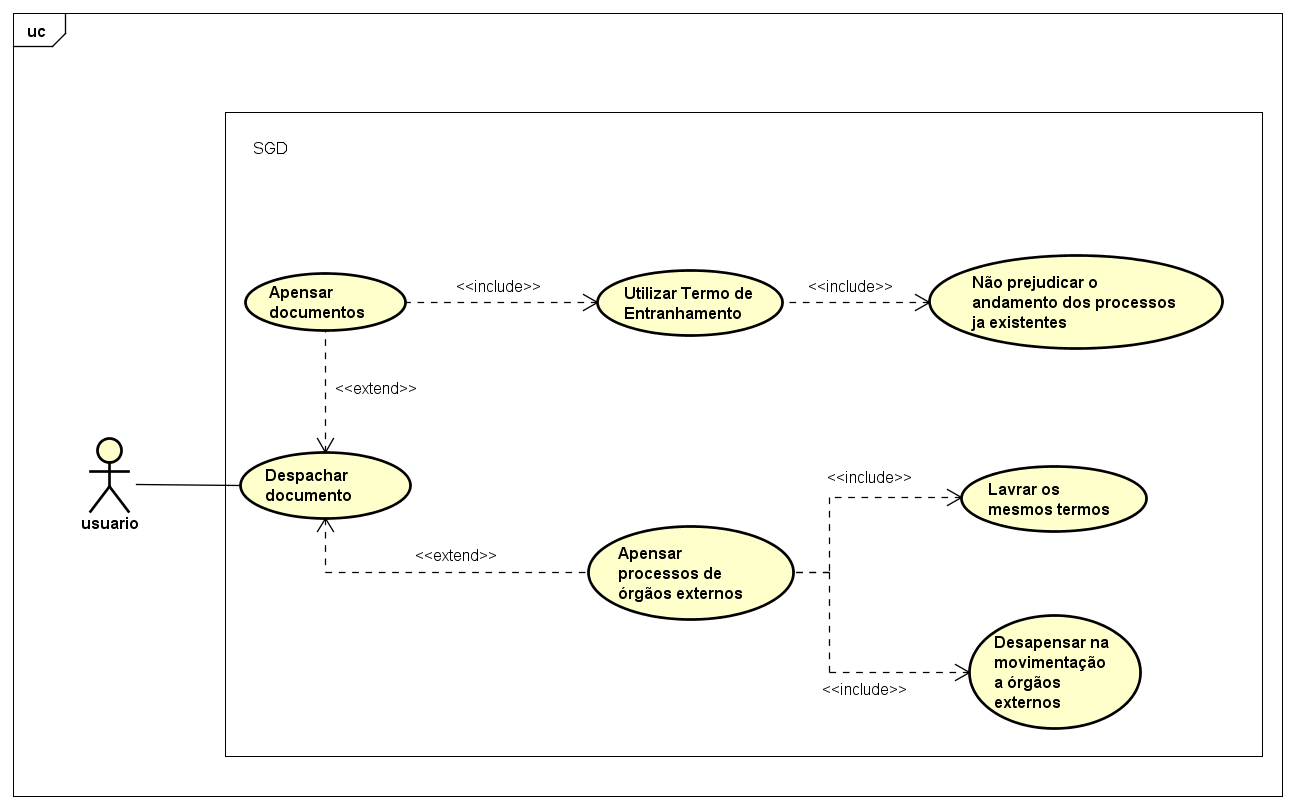 uc
SGD
Apensar
documentos
<<include>>
Utilizar Termo de
Entranhamento
<<include>>
Não prejudicar o
andamento dos processos
ja existentes
<<extend>>
usuario
Despachar
documento
<<extend>>
Apensar
processos de
órgãos externos
<<include>>
Lavrar os
mesmos termos
<<include>>
Desapensar na
movimentação
a órgãos
externos